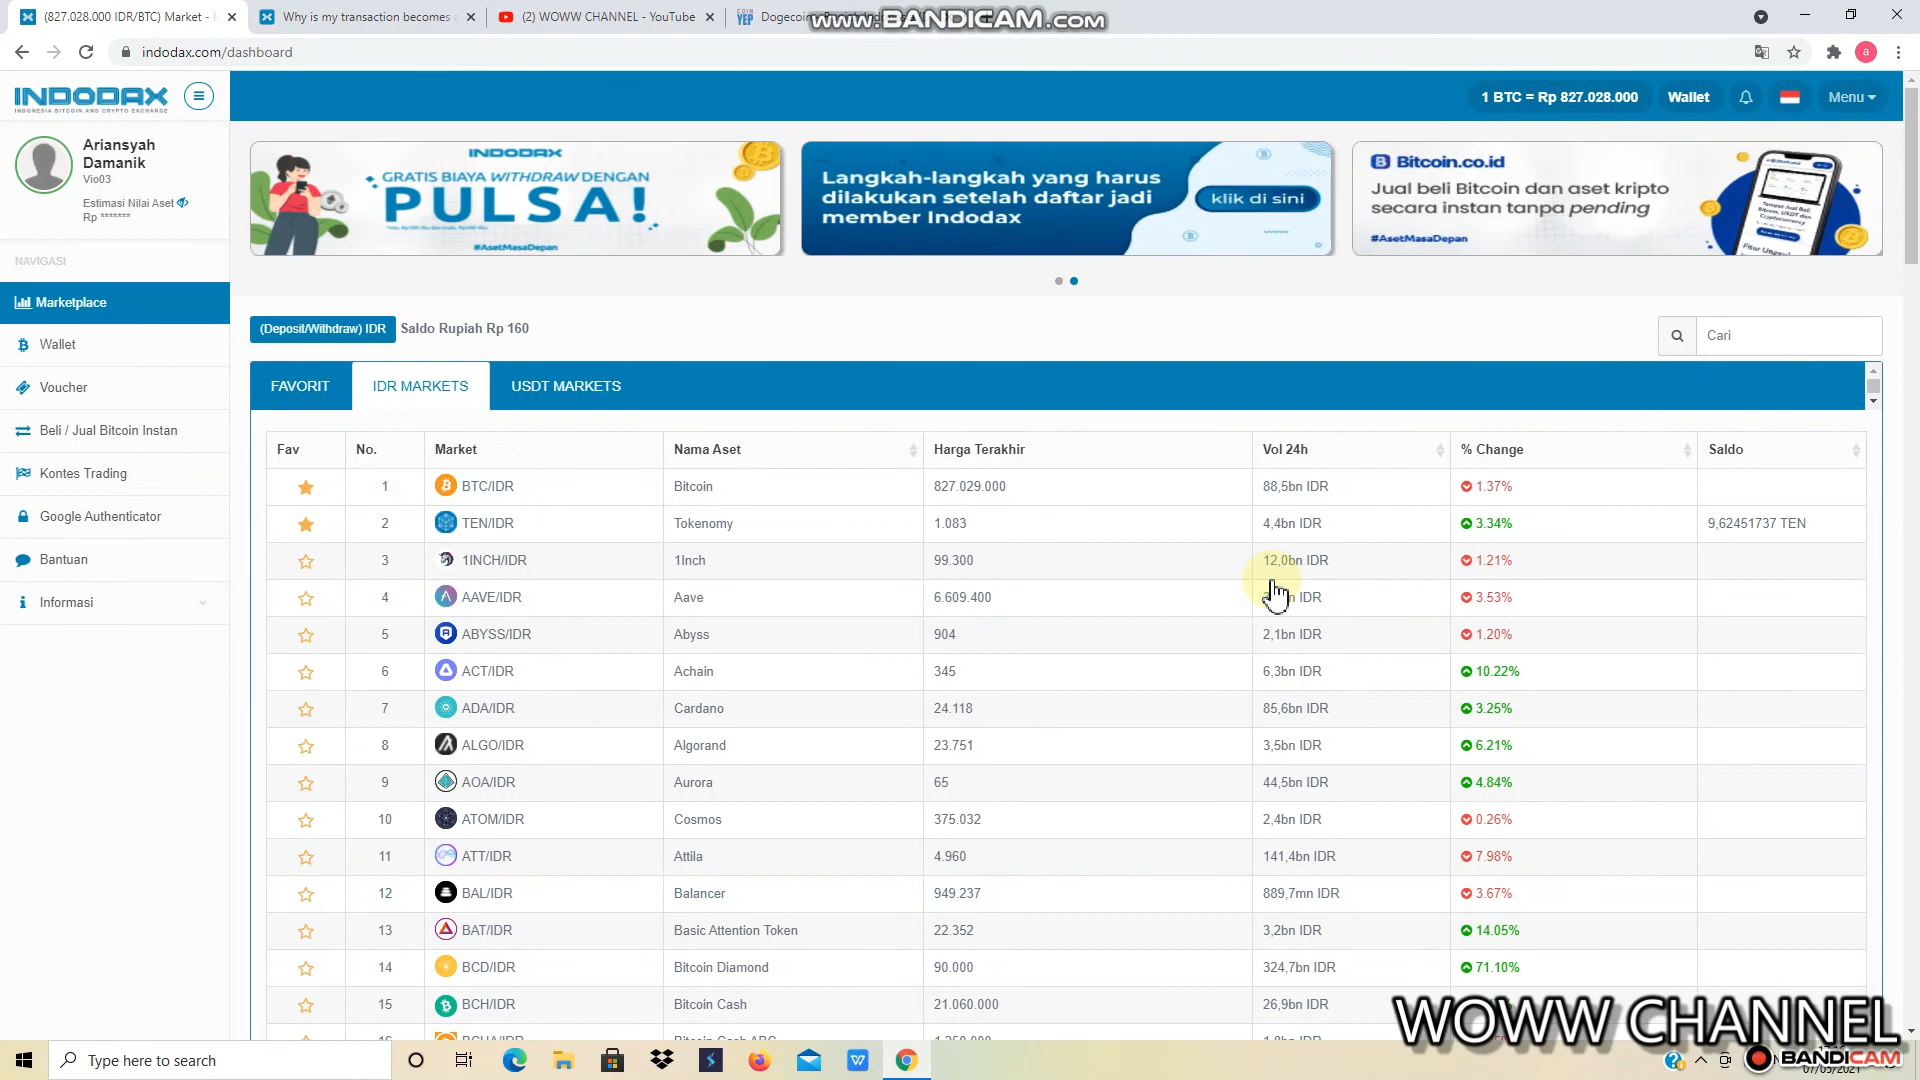 (827.028.000 IDR/BTC) Market - I
Why is my transaction becomes a
(2) WOWW CHANNEL - YouTube
Dogecoin
www.BANDICAM.com
indodax.com/dashboard
INDODAX
INDONESIA BITCOIN AND CRYPTO EXCHANGE
1 BTC = Rp 827.028.000
Wallet
Menu
Ariansyah
Damanik
Vio03
Estimasi Nilai Aset
Rp *******
INDODAX
GRATIS BIAYA WITHDRAW DENGAN
PULSA!
#AsetMasaDepan
Langkah-langkah yang harus
dilakukan setelah daftar jadi
member Indodax
klik di sini
Bitcoin.co.id
Jual beli Bitcoin dan aset kripto
secara instan tanpa pending
#AsetMasaDepan
NAVIGASI
Marketplace
Wallet
Voucher
Beli / Jual Bitcoin Instan
Kontes Trading
Google Authenticator
Bantuan
Informasi
(Deposit/Withdraw) IDR Saldo Rupiah Rp 160
Cari
FAVORIT IDR MARKETS USDT MARKETS
Fav No. Market Nama Aset Harga Terakhir Vol 24h % Change Saldo
1 BTC/IDR Bitcoin 827.029.000 88,5bn IDR 1.37%
2 TEN/IDR Tokenomy 1.083 4,4bn IDR 3.34% 9,62451737 TEN
3 1INCH/IDR 1Inch 99.300 12,0bn IDR 1.21%
4 AAVE/IDR Aave 6.609.400 IDR 3.53%
5 ABYSS/IDR Abyss 904 2,1bn IDR 1.20%
6 ACT/IDR Achain 345 6,3bn IDR 10.22%
7 ADA/IDR Cardano 24.118 85,6bn IDR 3.25%
8 ALGO/IDR Algorand 23.751 3,5bn IDR 6.21%
9 AOA/IDR Aurora 65 44,5bn IDR 4.84%
10 ATOM/IDR Cosmos 375.032 2,4bn IDR 0.26%
11 ATT/IDR Attila 4.960 141,4bn IDR 7.98%
12 BAL/IDR Balancer 949.237 889,7mn IDR 3.67%
13 BAT/IDR Basic Attention Token 22.352 3,2bn IDR 14.05%
14 BCD/IDR Bitcoin Diamond 90.000 324,7bn IDR 71.10%
15 BCH/IDR Bitcoin Cash 21.060.000 26,9bn IDR
WOWW CHANNEL
Type here to search
BANDICAM
07/05/2021